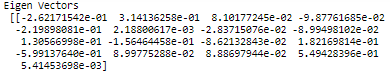 Eigen Vectors
[[-2.62171542e-01 3.14136258e-01 8.10177245e-02 -9.87761685e-02
-2.19898081e-01 2.18800617e-03 -2.83715076e-02 -8.99498102e-02
1.30566998e-01 -1.56464458e-01 -8.62132843e-02 1.82169814e-01
-5.99137640e-01 8.99775288e-02 8.88697944e-02 5.49428396e-01
5.41453698e-03]